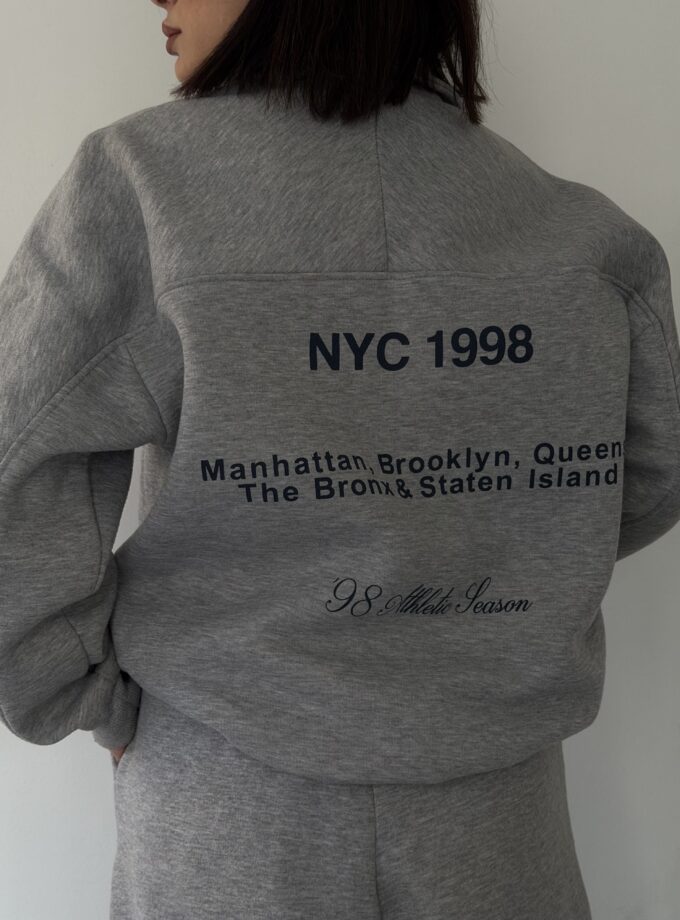 NYC 1998
Manhattan, Brooklyn, Queen
The Bronx & Staten Island
'98 Athletic Season